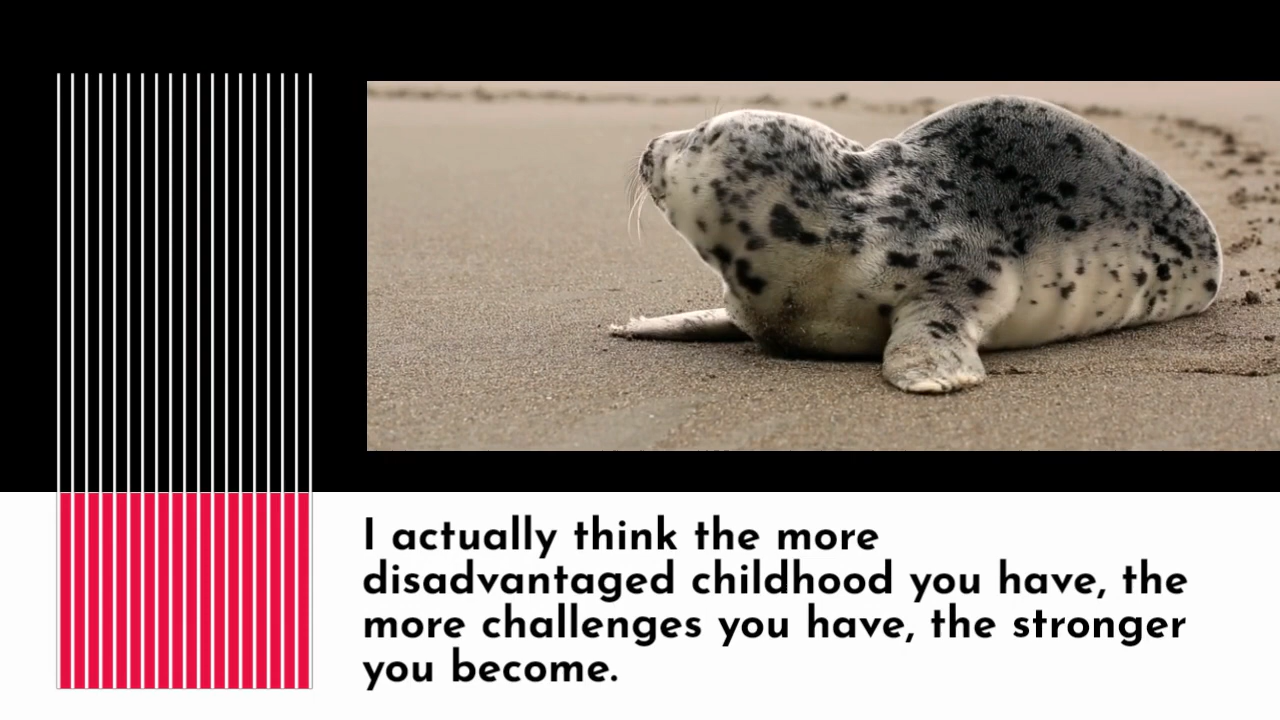 I actually think the more
disadvantaged childhood you have, the
more challenges you have, the stronger
you become.